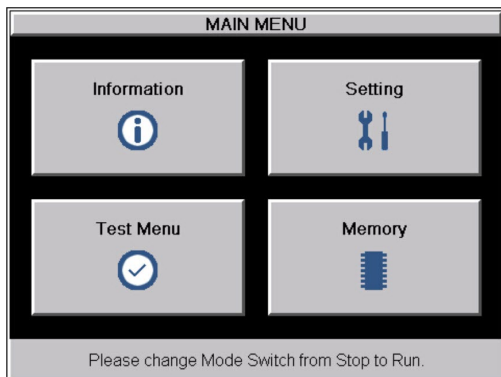 MAIN MENU
Information
Setting
Test Menu
Memory
Please change Mode Switch from Stop to Run.